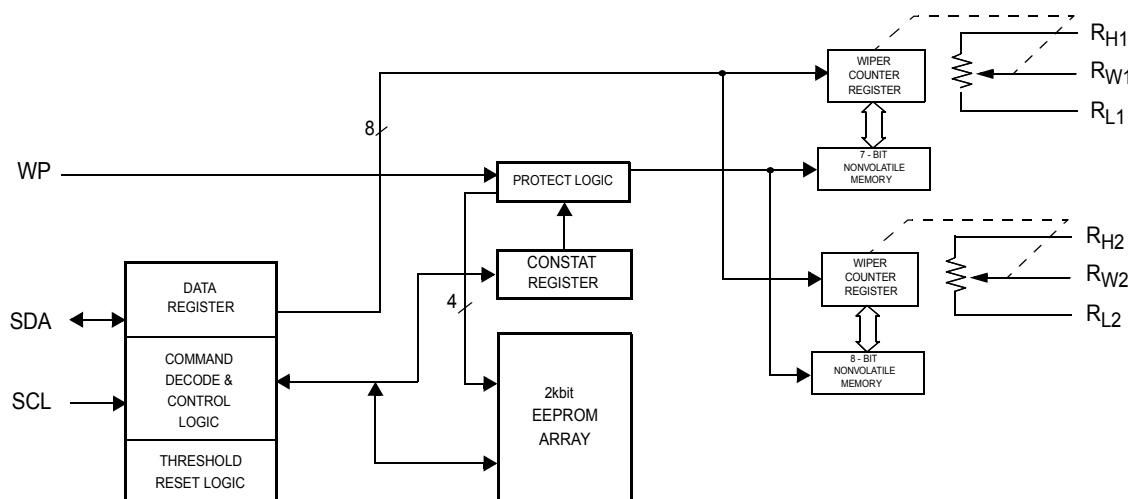 WP
SDA
SCL
DATA
REGISTER
COMMAND
DECODE &
CONTROL
LOGIC
THRESHOLD
RESET LOGIC
8
PROTECT LOGIC
CONSTAT
REGISTER
4
2kbit
EEPROM
ARRAY
WIPER
COUNTER
REGISTER
7 - BIT
NONVOLATILE
MEMORY
RH1
RW1
RL1
WIPER
COUNTER
REGISTER
8 - BIT
NONVOLATILE
MEMORY
RH2
RW2
RL2